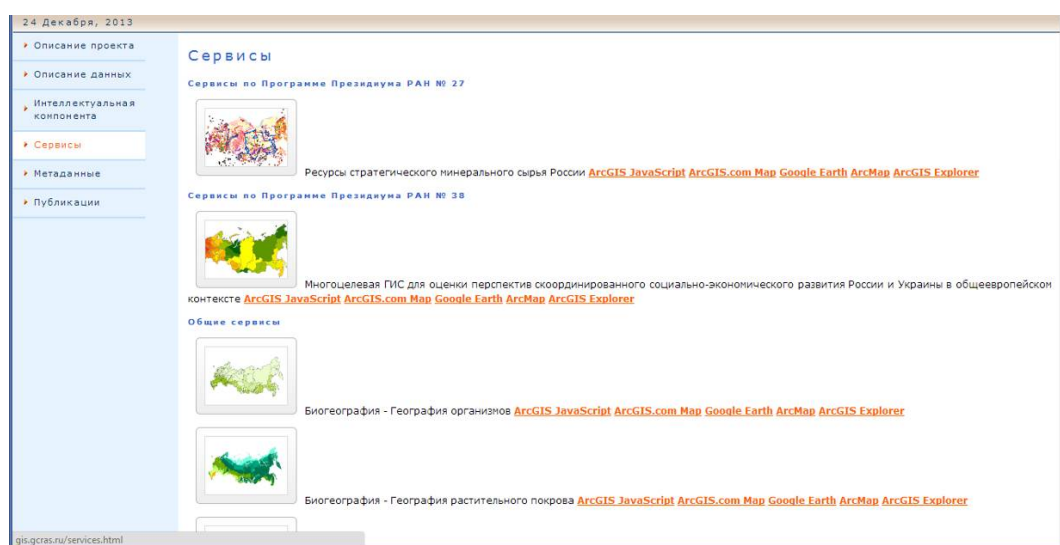 24 Декабря, 2013
Описание проекта
Описание данных
Интеллектуальная
компонента
Сервисы
Метаданные
Публикации
Сервисы
Сервисы по Программе Президиума РАН № 27
Ресурсы стратегического минерального сырья России ArcGIS JavaScript ArcGIS.com Map Google Earth ArcMap ArcGIS Explorer
Сервисы по Программе Президиума РАН № 38
Многоцелевая ГИС для оценки перспектив скоординированного социально-экономического развития России и Украины в общеевропейском
контексте ArcGIS JavaScript ArcGIS.com Map Google Earth ArcMap ArcGIS Explorer
Общие сервисы
Биогеография - География организмов ArcGIS JavaScript ArcGIS.com Map Google Earth ArcMap ArcGIS Explorer
Биогеография - География растительного покрова ArcGIS JavaScript ArcGIS.com Map Google Earth ArcMap ArcGIS Explorer
gis.gcras.ru/services.html